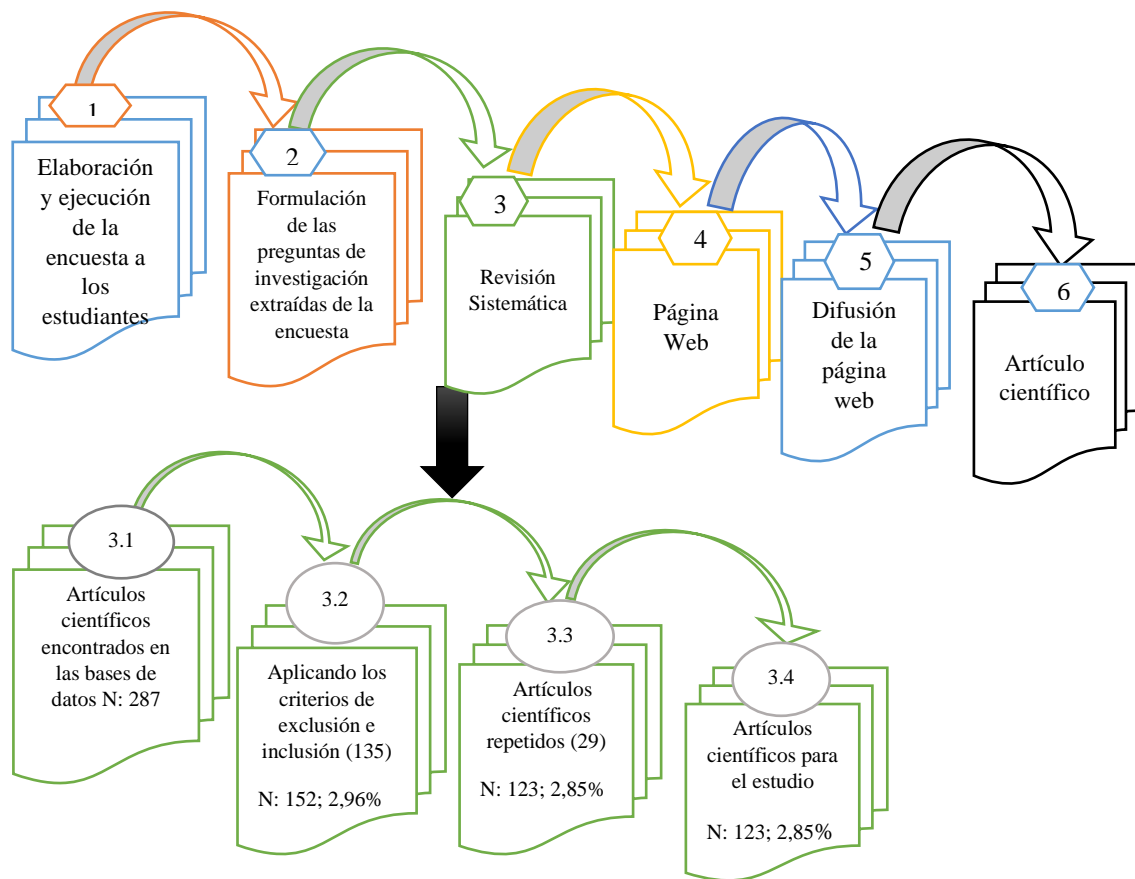 1
Elaboración
y ejecución
de la
encuesta a
los
estudiantes
2
Formulación
de las
preguntas de
investigación
extraídas de la
encuesta
3
Revisión
Sistemática
4
Página
Web
5
Difusión
de la
página
web
6
Artículo
científico
3.1
Artículos
científicos
encontrados en
las bases de
datos N: 287
3.2
Aplicando los
criterios de
exclusión e
inclusión (135)
N: 152; 2,96%
3.3
Artículos
científicos
repetidos (29)
N: 123; 2,85%
3.4
Artículos
científicos para
el estudio
N: 123; 2,85%